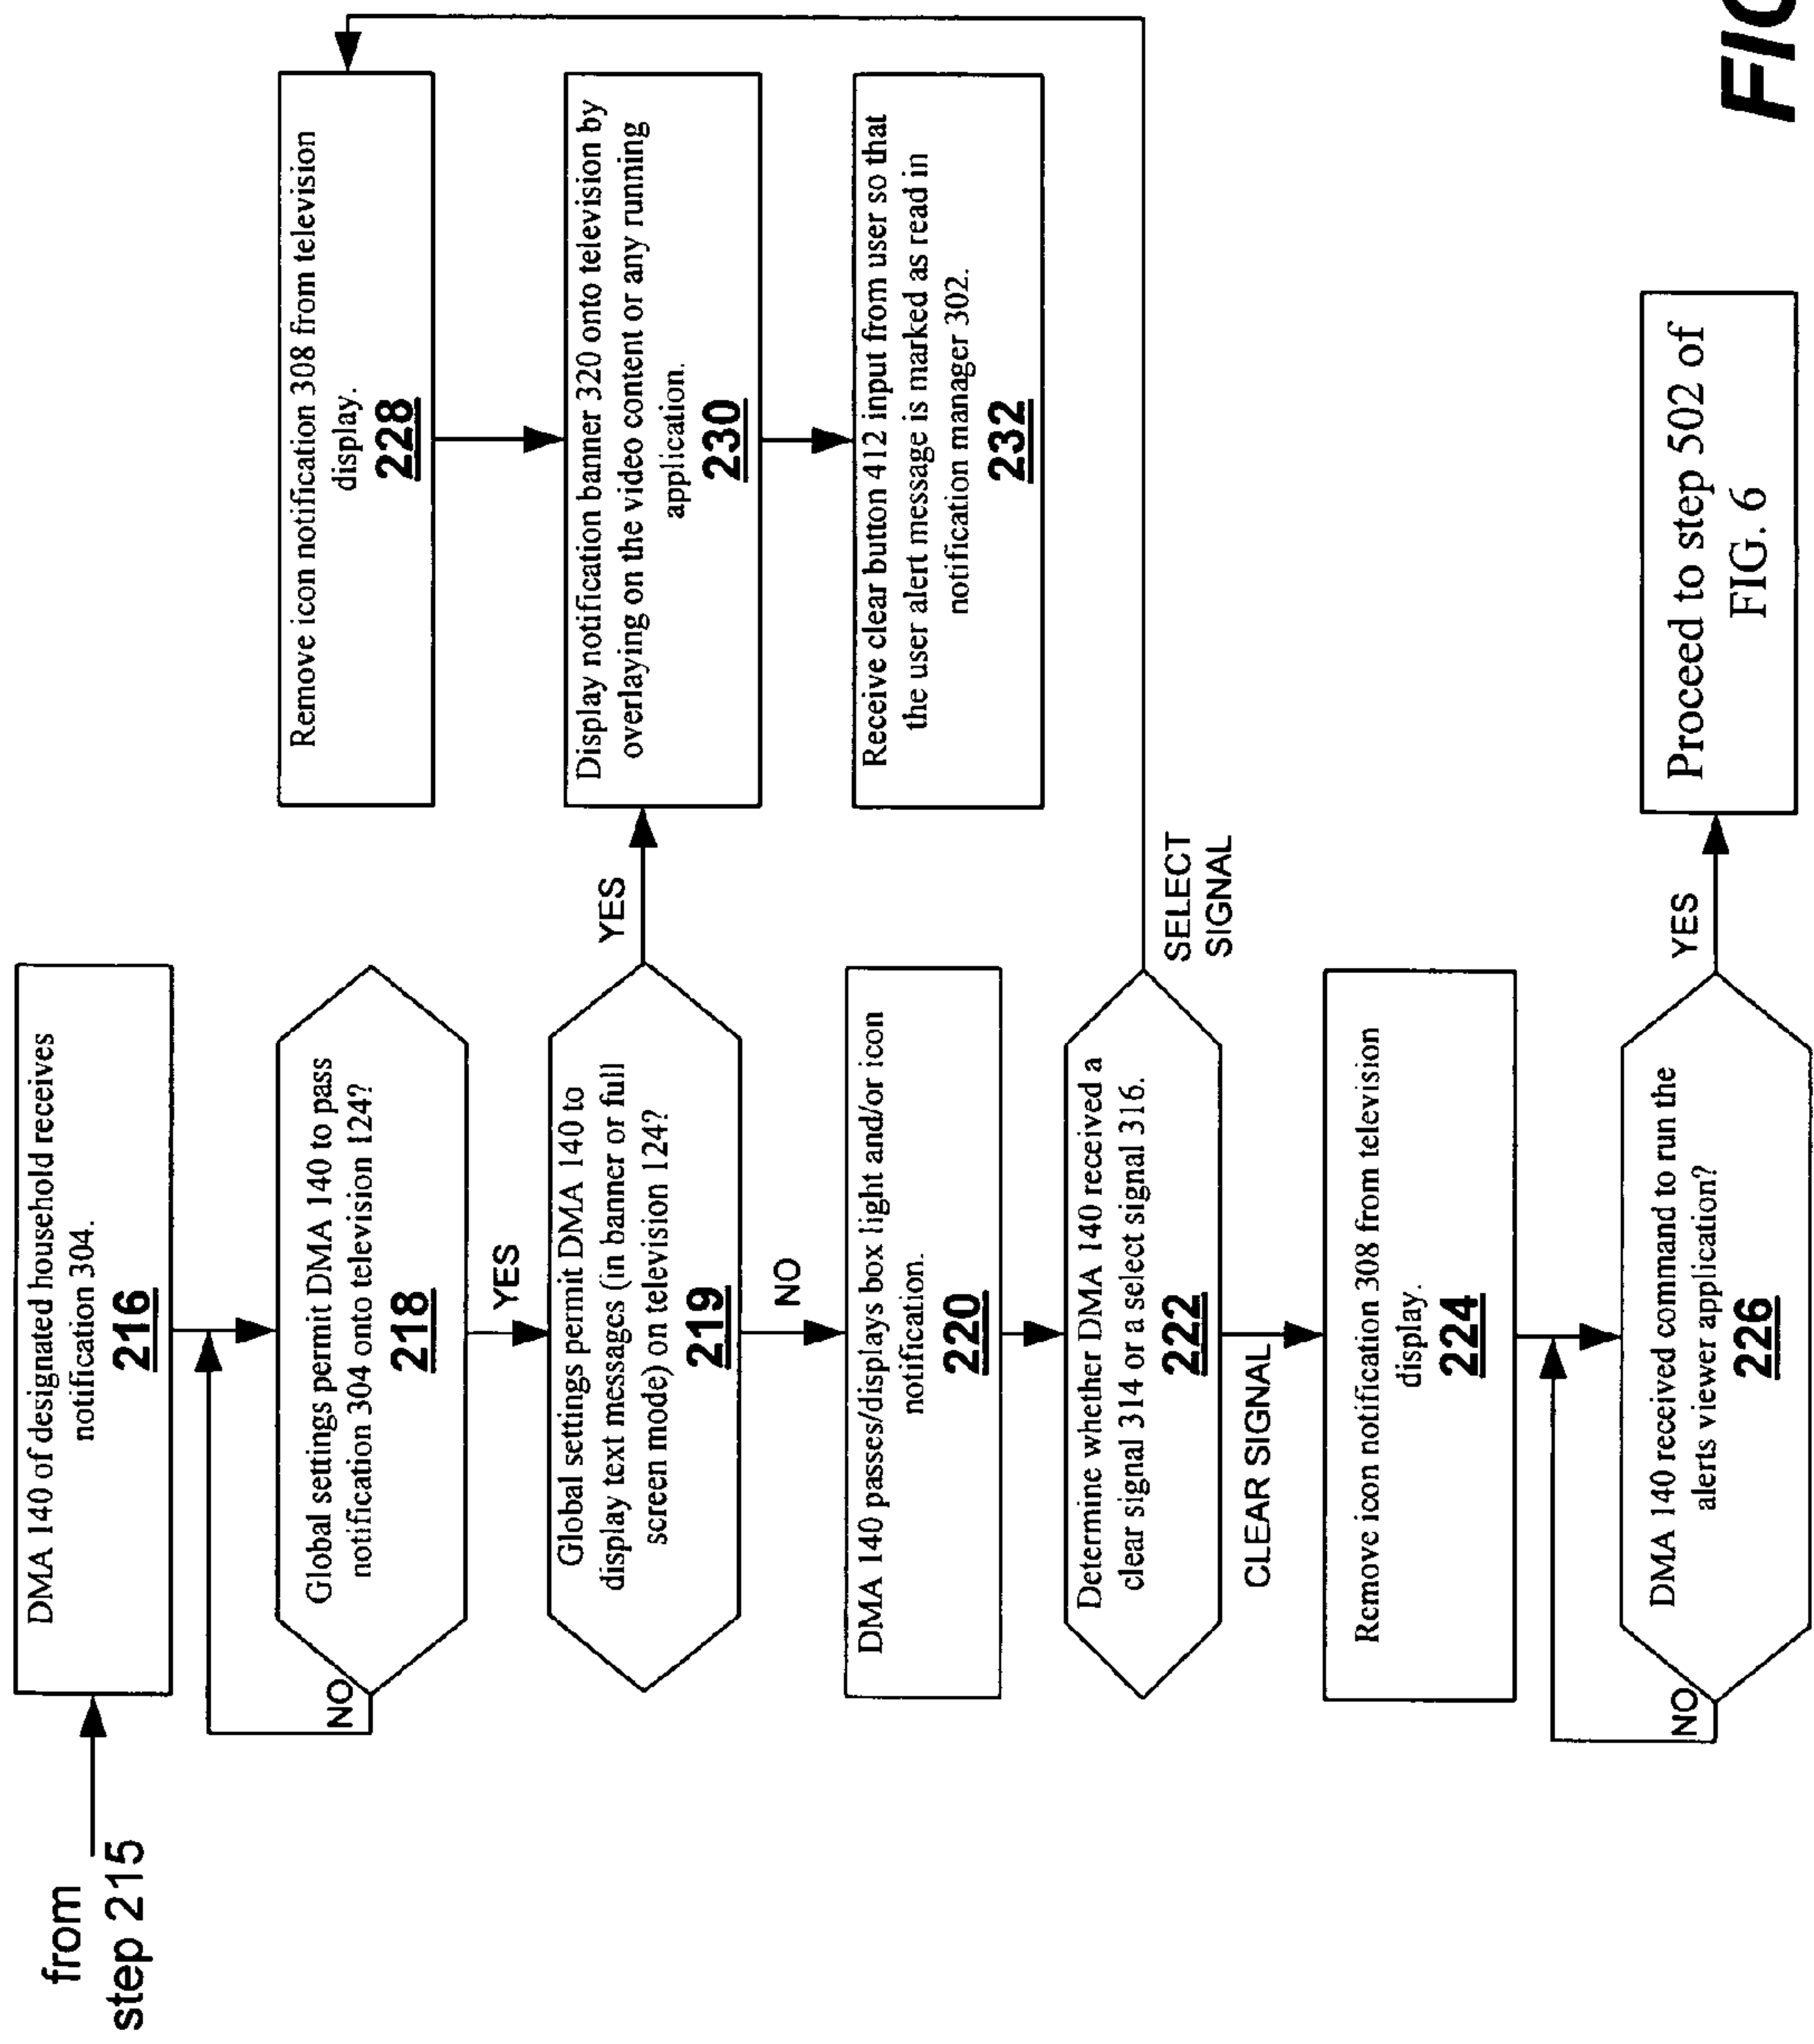 from
step 215
DMA 140 of designated household receives
notification 304.
216
Global settings permit DMA 140 to pass
notification 304 onto television 124?
218
NO
YES
Global settings permit DMA 140 to
display text messages (in banner or full
screen mode) on television 124?
219
YES
NO
DMA 140 passes/displays box light and/or icon
notification.
220
Determine whether DMA 140 received a
clear signal 314 or a select signal 316.
222
SELECT
SIGNAL
CLEAR SIGNAL
Remove icon notification 308 from television
display.
224
DMA 140 received command to run the
alerts viewer application?
226
NO
YES
Proceed to step 502 of
FIG. 6
Remove icon notification 308 from television
display.
228
Display notification banner 320 onto television by
overlaying on the video content or any running
application.
230
Receive clear button 412 input from user so that
the user alert message is marked as read in
notification manager 302.
232